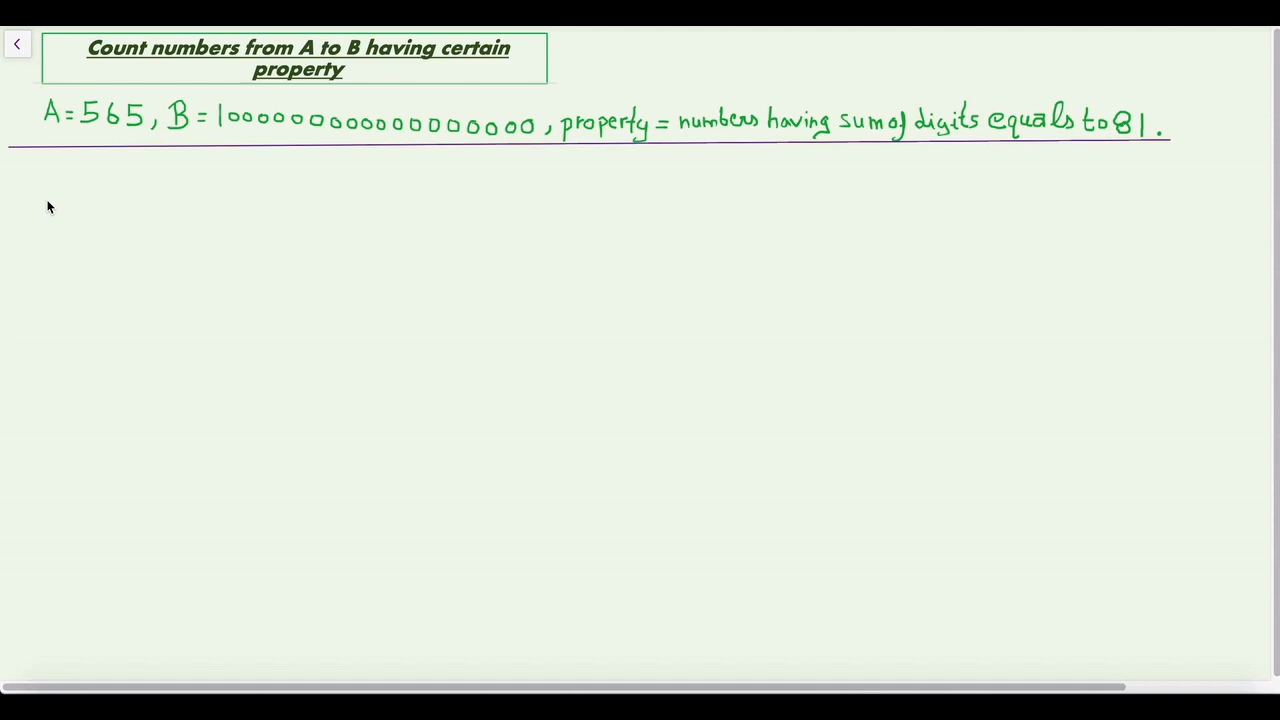 Count numbers from A to B having certain
property
A = 565, B = 1000000000000000000, property = numbers having sum of digits equals to 81.